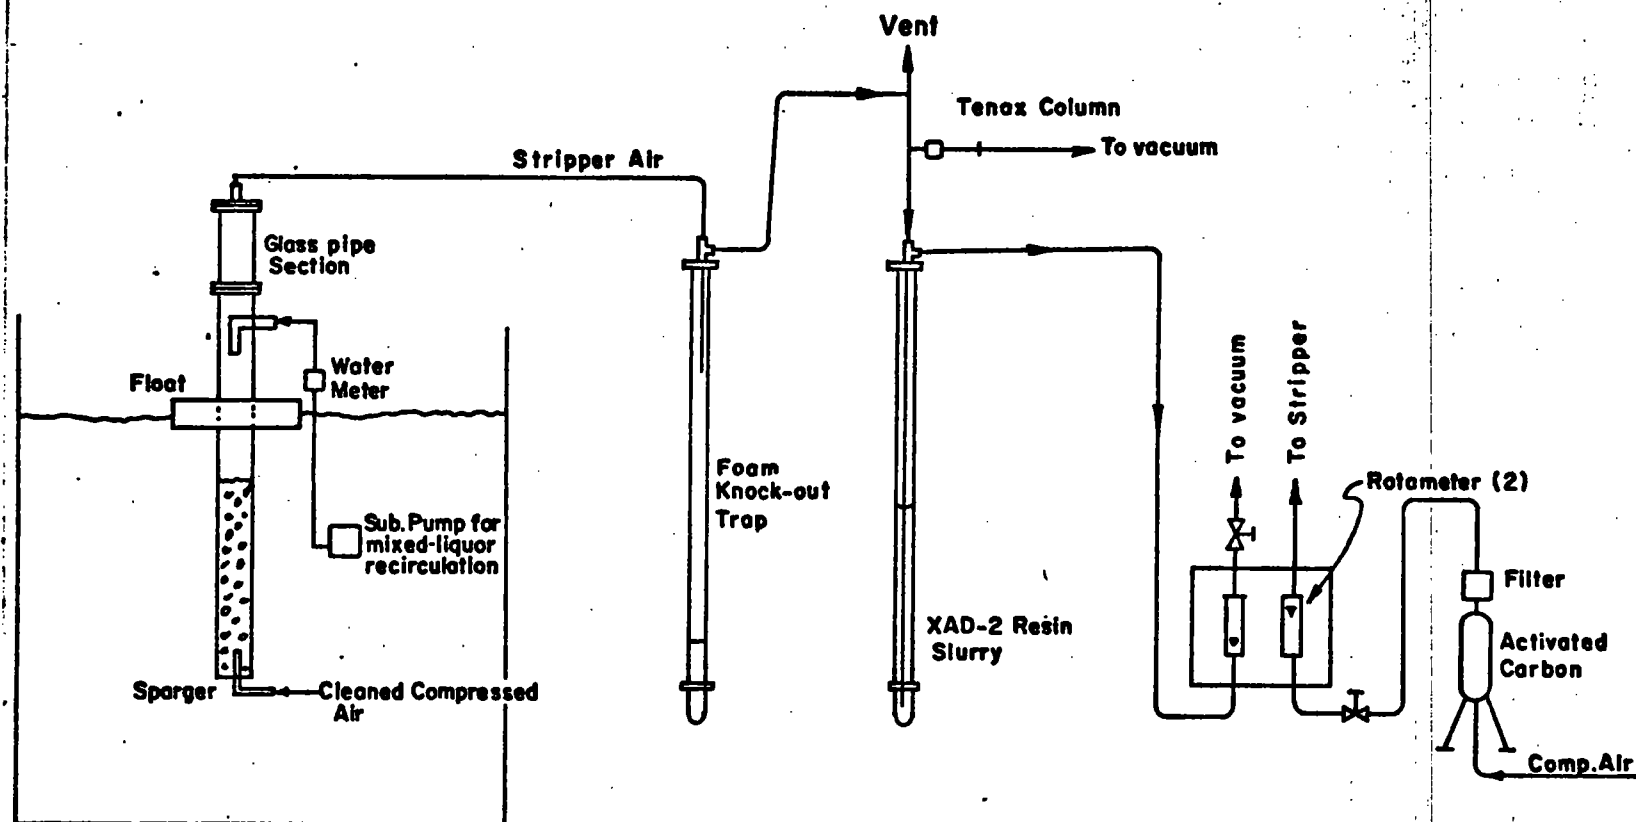 Vent
Tenax Column
To vacuum
Stripper Air
Glass pipe
Section
Water
Meter
Float
Foam
Knock-out
Trap
Sub. Pump for
mixed-liquor
recirculation
To vacuum
To Stripper
Rotameter (2)
Filter
XAD-2 Resin
Slurry
Activated
Carbon
Sparger
Cleaned Compressed
Air
Comp. Air